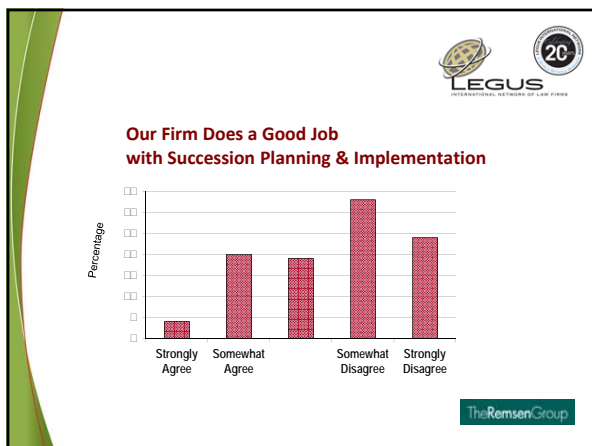 20
LEGUS
INTERNATIONAL NETWORK OF LAW FIRMS
Our Firm Does a Good Job
with Succession Planning & Implementation
Percentage
Strongly Agree
Somewhat Agree
Somewhat Disagree
Strongly Disagree
TheRemsenGroup